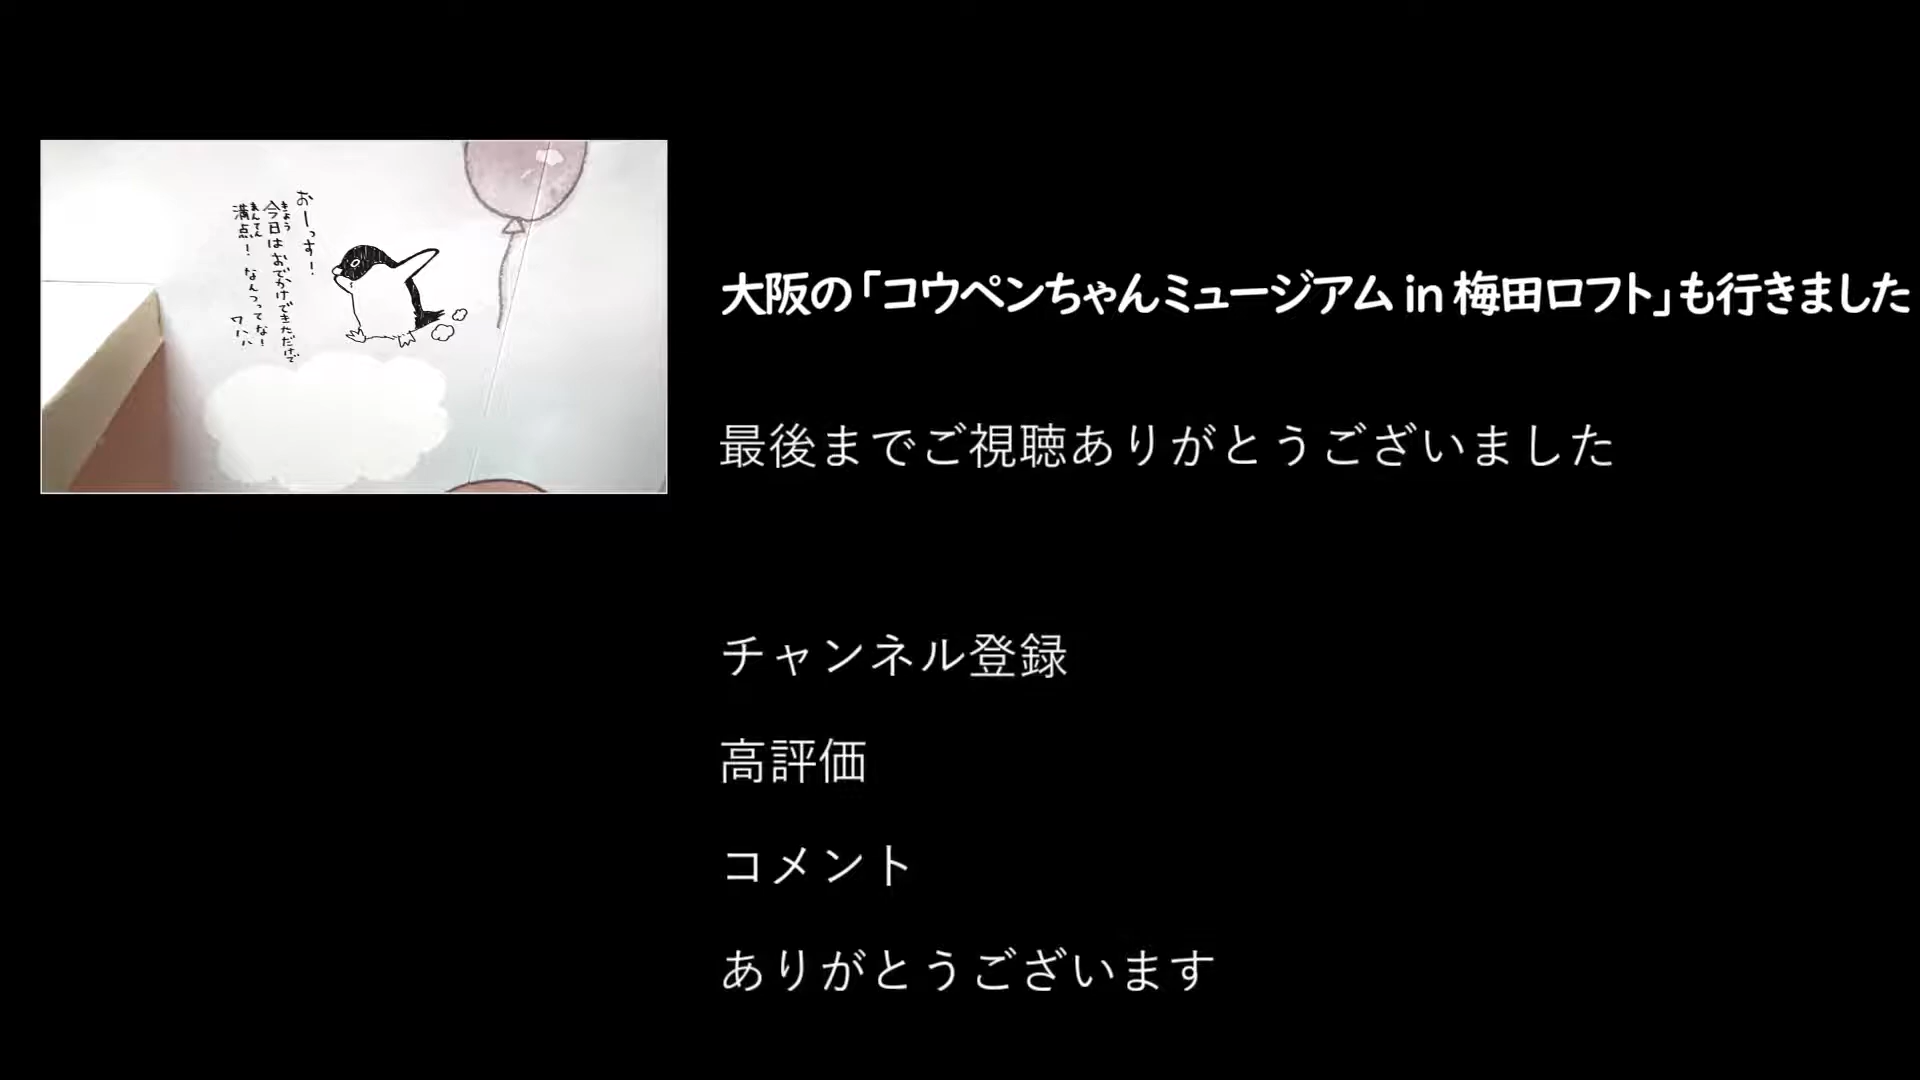 おーっす！
今日はおでかけできただけで
きょう
満点！なんつってな！
まんてん
ワハハ
大阪の「コウペンちゃんミュージアム in 梅田ロフト」も行きました
最後までご視聴ありがとうございました
チャンネル登録
高評価
コメント
ありがとうございます